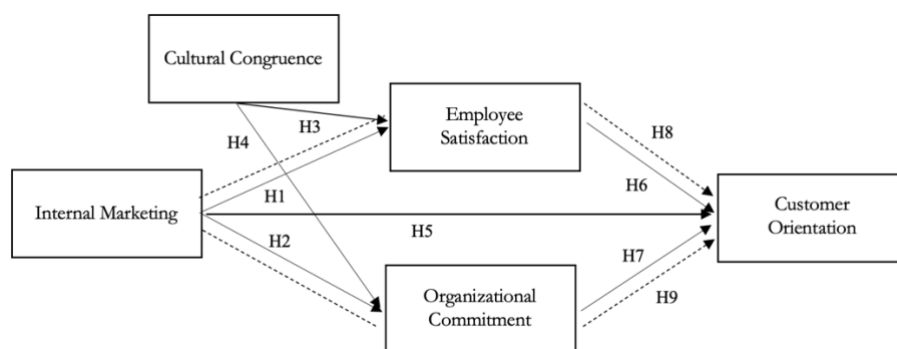 Cultural Congruence
Employee
Satisfaction
H3
H4
H8
H6
H1
Internal Marketing
Customer
Orientation
H5
H2
H7
Organizational
Commitment
H9